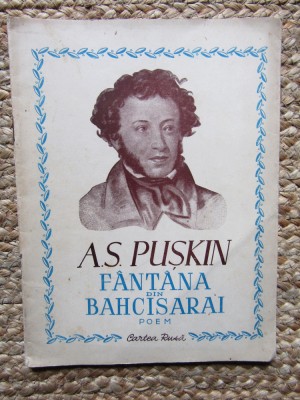 A.S. PUȘKIN
FÂNTÂNA
DIN
BAHCISARAI
POEM
Cartea Rusă